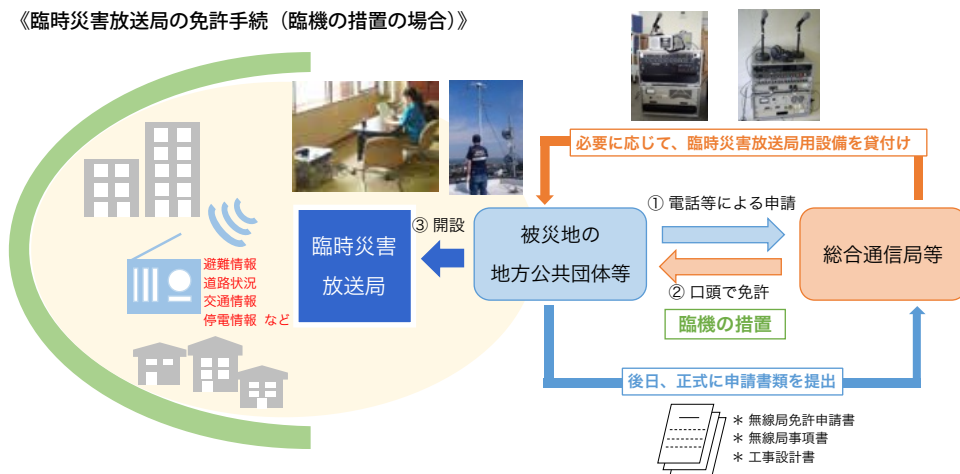 《臨時災害放送局の免許手続（臨機の措置の場合）》
必要に応じて、臨時災害放送局用設備を貸付け
① 電話等による申請
③ 開設
臨時災害
放送局
被災地の
地方公共団体等
総合通信局等
② 口頭で免許
臨機の措置
避難情報
道路状況
交通情報
停電情報 など
後日、正式に申請書類を提出
＊ 無線局免許申請書
＊ 無線局事項書
＊ 工事設計書